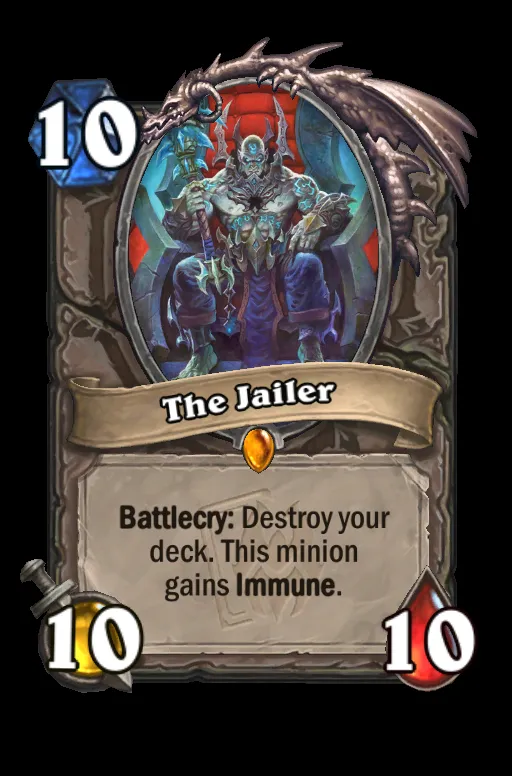 10
The Jailer
Battlecry: Destroy your
deck. This minion
gains Immune.
10
10